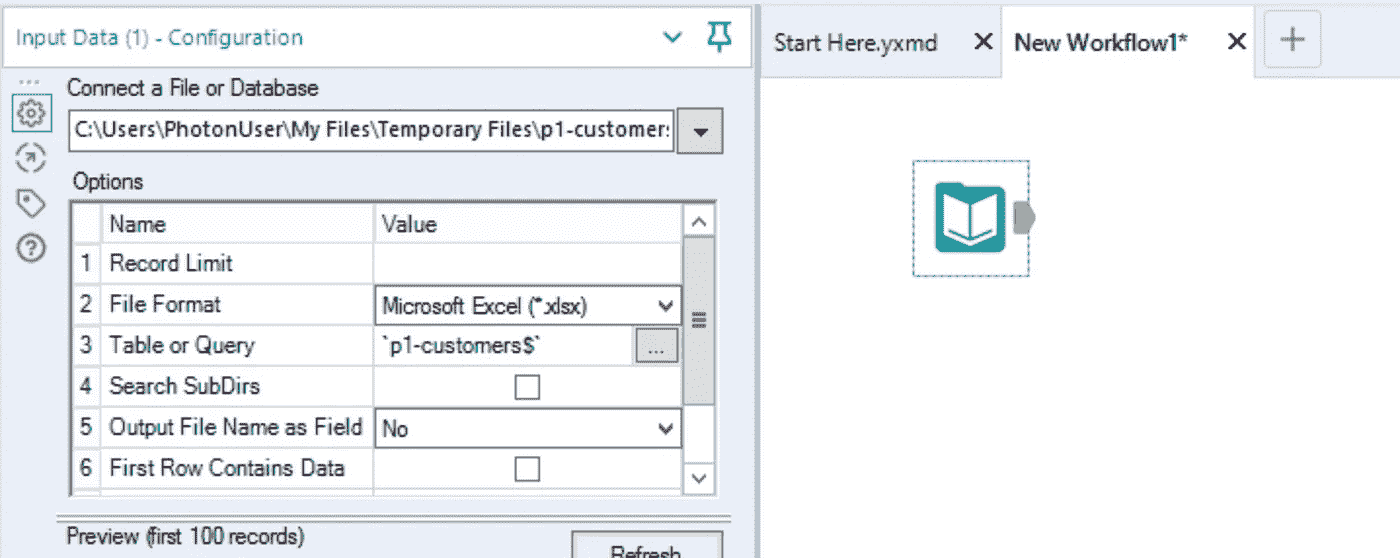 Input Data (1) - Configuration
Start Here.yxmd
New Workflow1*
Connect a File or Database
C:\Users\PhotonUser\My Files\Temporary Files\p1-customer
Options
Name Value
1 Record Limit
2 File Format Microsoft Excel (*.xlsx)
3 Table or Query `p1-customers$` ...
4 Search SubDirs
5 Output File Name as Field No
6 First Row Contains Data
Preview (first 100 records)
Refresh